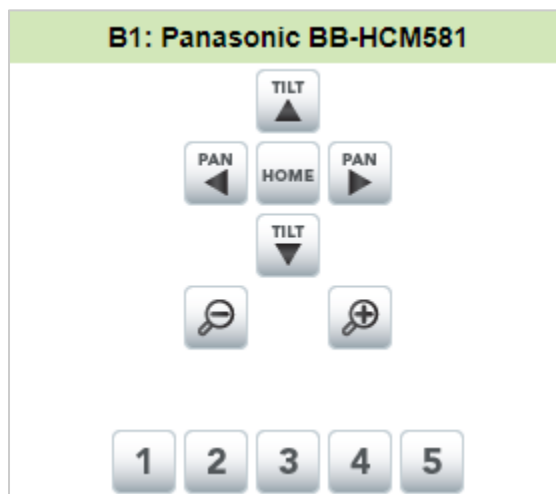 B1: Panasonic BB-HCM581
TILT
PAN HOME PAN
TILT
1 2 3 4 5